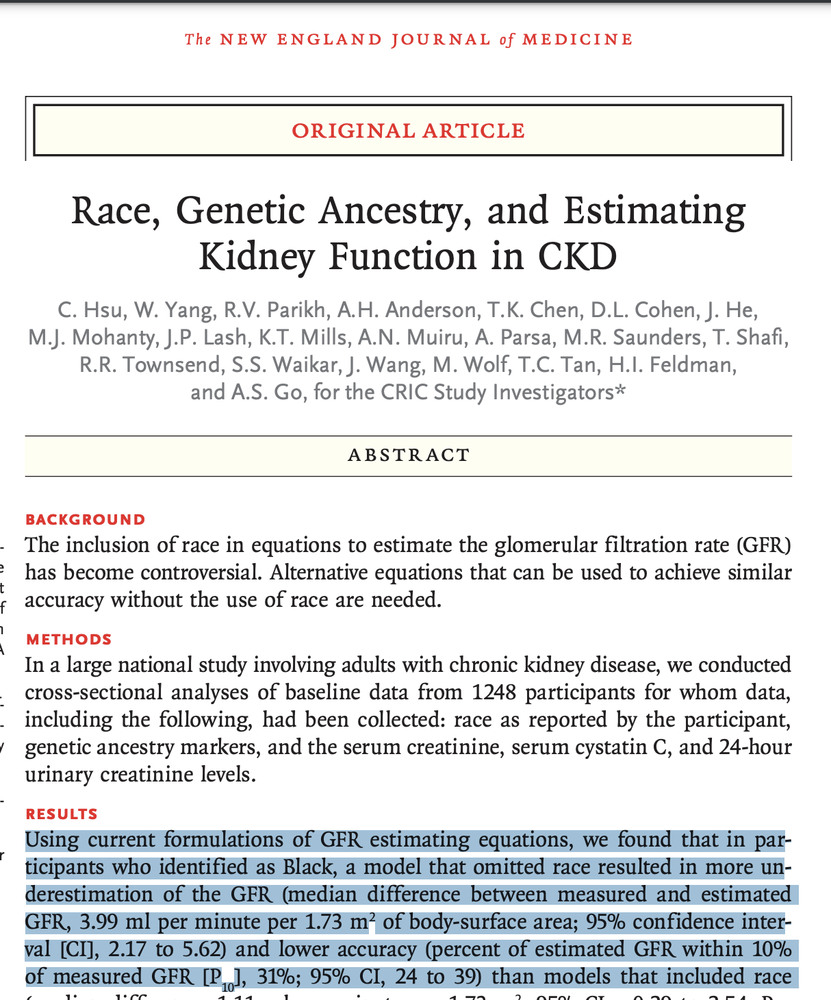 The NEW ENGLAND JOURNAL of MEDICINE
ORIGINAL ARTICLE
Race, Genetic Ancestry, and Estimating
Kidney Function in CKD
C. Hsu, W. Yang, R.V. Parikh, A.H. Anderson, T.K. Chen, D.L. Cohen, J. He,
M.J. Mohanty, J.P. Lash, K.T. Mills, A.N. Muiru, A. Parsa, M.R. Saunders, T. Shafi,
R.R. Townsend, S.S. Waikar, J. Wang, M. Wolf, T.C. Tan, H.I. Feldman,
and A.S. Go, for the CRIC Study Investigators*
ABSTRACT
BACKGROUND
The inclusion of race in equations to estimate the glomerular filtration rate (GFR)
has become controversial. Alternative equations that can be used to achieve similar
accuracy without the use of race are needed.
METHODS
In a large national study involving adults with chronic kidney disease, we conducted
cross-sectional analyses of baseline data from 1248 participants for whom data,
including the following, had been collected: race as reported by the participant,
genetic ancestry markers, and the serum creatinine, serum cystatin C, and 24-hour
urinary creatinine levels.
RESULTS
Using current formulations of GFR estimating equations, we found that in par-
ticipants who identified as Black, a model that omitted race resulted in more un-
derestimation of the GFR (median difference between measured and estimated
GFR, 3.99 ml per minute per 1.73 m² of body-surface area; 95% confidence inter-
val [CI], 2.17 to 5.62) and lower accuracy (percent of estimated GFR within 10%
of measured GFR [P₁₀], 31%; 95% CI, 24 to 39) than models that included race